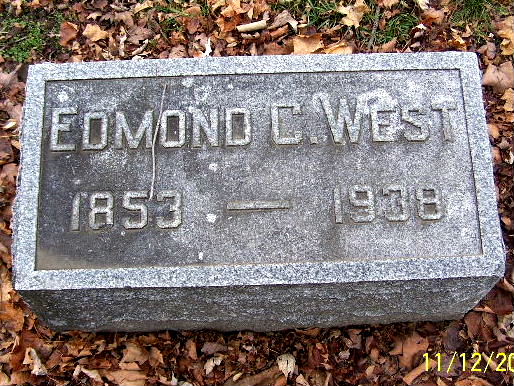 EDMOND C. WEST
1853 — 1938
11/12/20